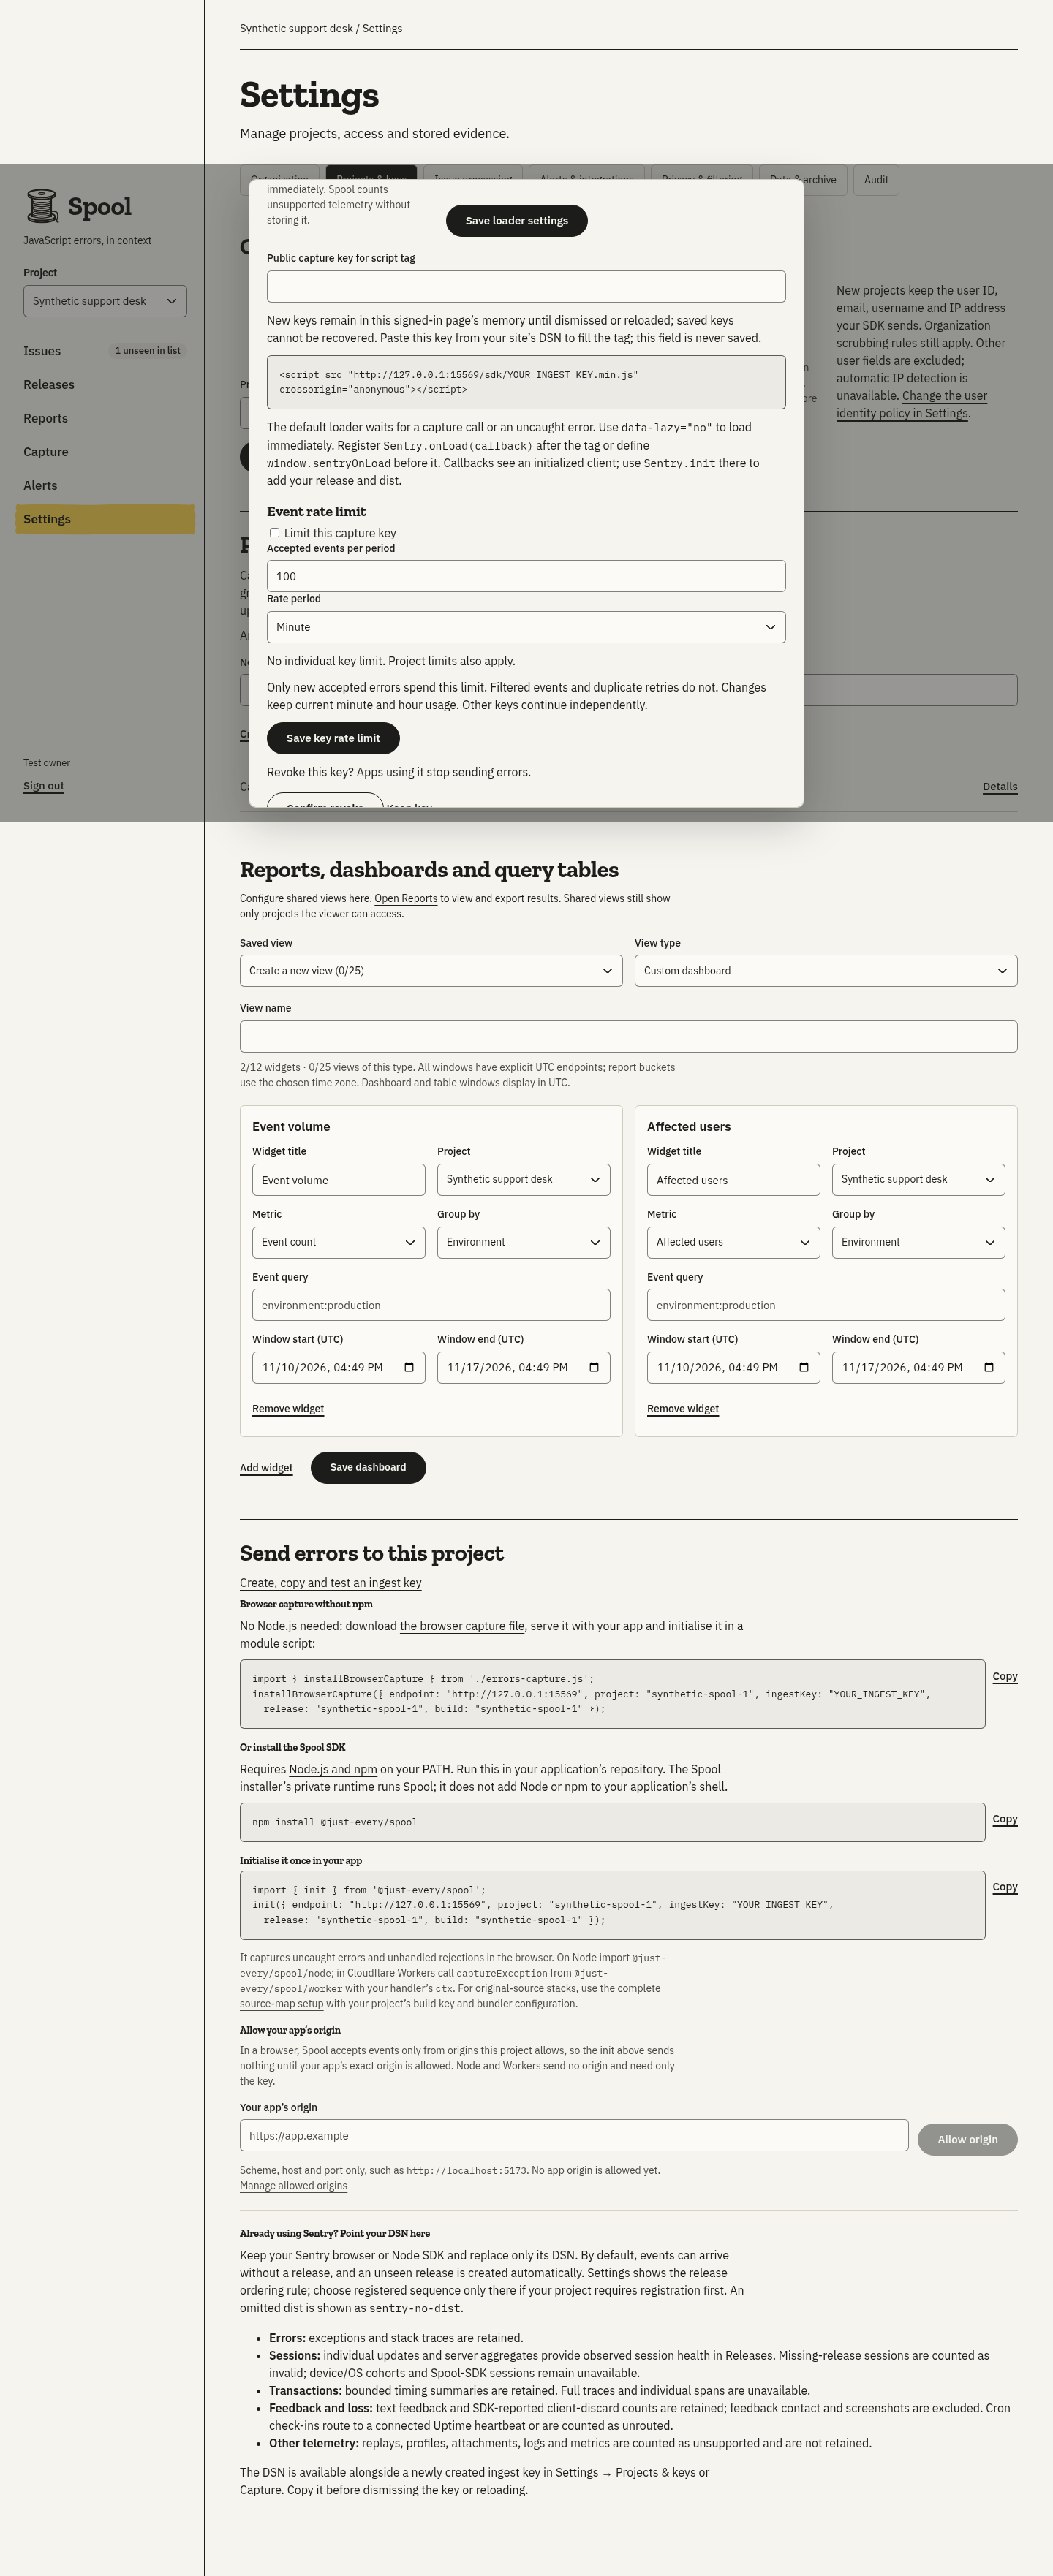 Synthetic support desk / Settings
Settings
Manage projects, access and stored evidence.
Projects & keys
Issue processing
Alerts & integrations
Privacy & filtering
Data & archive
Audit
Spool
JavaScript errors, in context
Project
Synthetic support desk
Issues
1 unseen in list
Releases
Reports
Capture
Alerts
Settings
Test owner
Sign out
immediately. Spool counts
unsupported telemetry without
storing it.
Save loader settings
Public capture key for script tag
New keys remain in this signed-in page’s memory until dismissed or reloaded; saved keys
cannot be recovered. Paste this key from your site’s DSN to fill the tag; this field is never saved.
<script src="http://127.0.0.1:15569/sdk/YOUR_INGEST_KEY.min.js"
crossorigin="anonymous"></script>
The default loader waits for a capture call or an uncaught error. Use data-lazy="no" to load
immediately. Register Sentry.onLoad(callback) after the tag or define
window.sentryOnLoad before it. Callbacks see an initialized client; use Sentry.init there to
add your release and dist.
Event rate limit
Limit this capture key
Accepted events per period
100
Rate period
Minute
No individual key limit. Project limits also apply.
Only new accepted errors spend this limit. Filtered events and duplicate retries do not. Changes
keep current minute and hour usage. Other keys continue independently.
Save key rate limit
Revoke this key? Apps using it stop sending errors.
Confirm revoke Keep key
New projects keep the user ID,
email, username and IP address
your SDK sends. Organization
scrubbing rules still apply. Other
user fields are excluded;
automatic IP detection is
unavailable. Change the user
identity policy in Settings.
Details
Reports, dashboards and query tables
Configure shared views here. Open Reports to view and export results. Shared views still show
only projects the viewer can access.
Saved view
View type
Create a new view (0/25)
Custom dashboard
View name
2/12 widgets · 0/25 views of this type. All windows have explicit UTC endpoints; report buckets
use the chosen time zone. Dashboard and table windows display in UTC.
Event volume
Widget title
Project
Event volume
Synthetic support desk
Metric
Group by
Event count
Environment
Event query
environment:production
Window start (UTC)
Window end (UTC)
11/10/2026, 04:49 PM
11/17/2026, 04:49 PM
Remove widget
Affected users
Widget title
Project
Affected users
Synthetic support desk
Metric
Group by
Affected users
Environment
Event query
environment:production
Window start (UTC)
Window end (UTC)
11/10/2026, 04:49 PM
11/17/2026, 04:49 PM
Remove widget
Add widget
Save dashboard
Send errors to this project
Create, copy and test an ingest key
Browser capture without npm
No Node.js needed: download the browser capture file, serve it with your app and initialise it in a
module script:
import { installBrowserCapture } from './errors-capture.js';
installBrowserCapture({ endpoint: "http://127.0.0.1:15569", project: "synthetic-spool-1", ingestKey: "YOUR_INGEST_KEY",
release: "synthetic-spool-1", build: "synthetic-spool-1" });
Copy
Or install the Spool SDK
Requires Node.js and npm on your PATH. Run this in your application’s repository. The Spool
installer’s private runtime runs Spool; it does not add Node or npm to your application’s shell.
npm install @just-every/spool
Copy
Initialise it once in your app
import { init } from '@just-every/spool';
init({ endpoint: "http://127.0.0.1:15569", project: "synthetic-spool-1", ingestKey: "YOUR_INGEST_KEY",
release: "synthetic-spool-1", build: "synthetic-spool-1" });
Copy
It captures uncaught errors and unhandled rejections in the browser. On Node import @just-
every/spool/node; in Cloudflare Workers call captureException from @just-
every/spool/worker with your handler’s ctx. For original-source stacks, use the complete
source-map setup with your project’s build key and bundler configuration.
Allow your app’s origin
In a browser, Spool accepts events only from origins this project allows, so the init above sends
nothing until your app’s exact origin is allowed. Node and Workers send no origin and need only
the key.
Your app’s origin
https://app.example
Allow origin
Scheme, host and port only, such as http://localhost:5173. No app origin is allowed yet.
Manage allowed origins
Already using Sentry? Point your DSN here
Keep your Sentry browser or Node SDK and replace only its DSN. By default, events can arrive
without a release, and an unseen release is created automatically. Settings shows the release
ordering rule; choose registered sequence only there if your project requires registration first. An
omitted dist is shown as sentry-no-dist.
• Errors: exceptions and stack traces are retained.
• Sessions: individual updates and server aggregates provide observed session health in Releases. Missing-release sessions are counted as
invalid; device/OS cohorts and Spool-SDK sessions remain unavailable.
• Transactions: bounded timing summaries are retained. Full traces and individual spans are unavailable.
• Feedback and loss: text feedback and SDK-reported client-discard counts are retained; feedback contact and screenshots are excluded. Cron
check-ins route to a connected Uptime heartbeat or are counted as unrouted.
• Other telemetry: replays, profiles, attachments, logs and metrics are counted as unsupported and are not retained.
The DSN is available alongside a newly created ingest key in Settings → Projects & keys or
Capture. Copy it before dismissing the key or reloading.